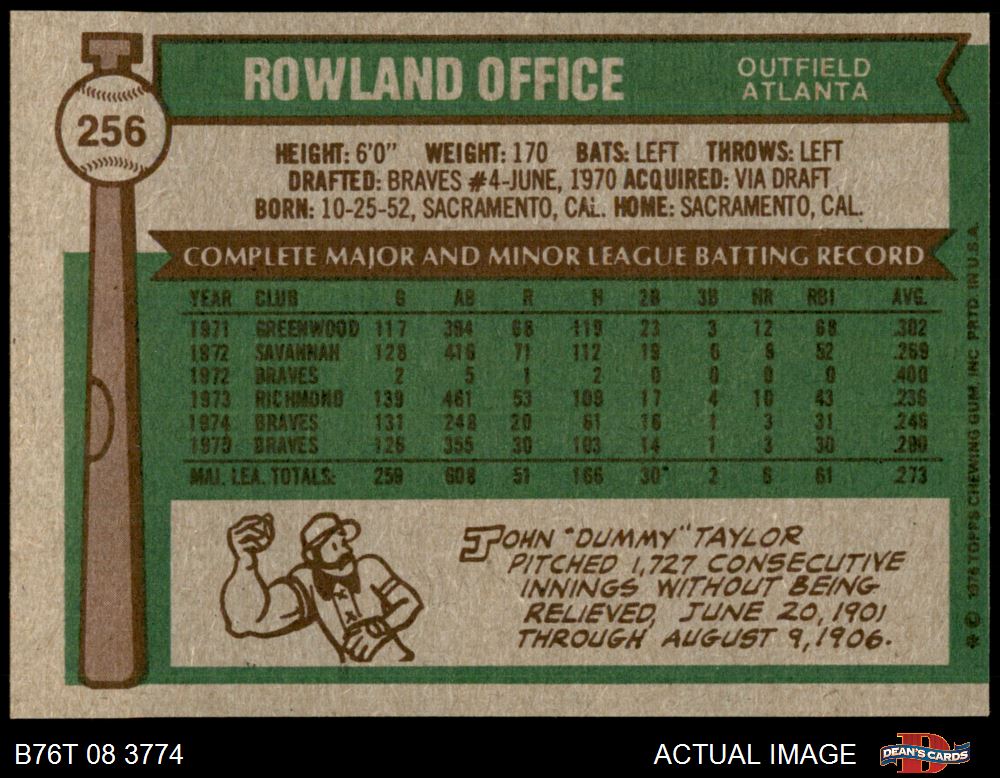 ROWLAND OFFICE
OUTFIELD
ATLANTA
256
HEIGHT: 6'0" WEIGHT: 170 BATS: LEFT THROWS: LEFT
DRAFTED: BRAVES #4-JUNE, 1970 ACQUIRED: VIA DRAFT
BORN: 10-25-52, SACRAMENTO, CAL. HOME: SACRAMENTO, CAL.
COMPLETE MAJOR AND MINOR LEAGUE BATTING RECORD
YEAR CLUB G AB R H 2B 3B HR RBI AVG.
1971 GREENWOOD 117 394 68 119 23 3 12 68 .302
1972 SAVANNAH 128 416 71 112 19 6 8 52 .269
1972 BRAVES 2 5 1 2 0 0 0 0 .400
1973 RICHMOND 139 461 53 109 17 4 10 43 .236
1974 BRAVES 131 248 20 61 16 1 3 31 .246
1975 BRAVES 126 355 30 103 14 1 3 30 .290
MAJ. LEA. TOTALS: 259 608 51 166 30 2 6 61 .273
JOHN "DUMMY" TAYLOR
PITCHED 1,727 CONSECUTIVE
INNINGS WITHOUT BEING
RELIEVED, JUNE 20, 1901
THROUGH AUGUST 9, 1906.
* © 1976 TOPPS CHEWING GUM, INC. PRTD. IN U.S.A.
B76T 08 3774
ACTUAL IMAGE
D
DEAN'S CARDS